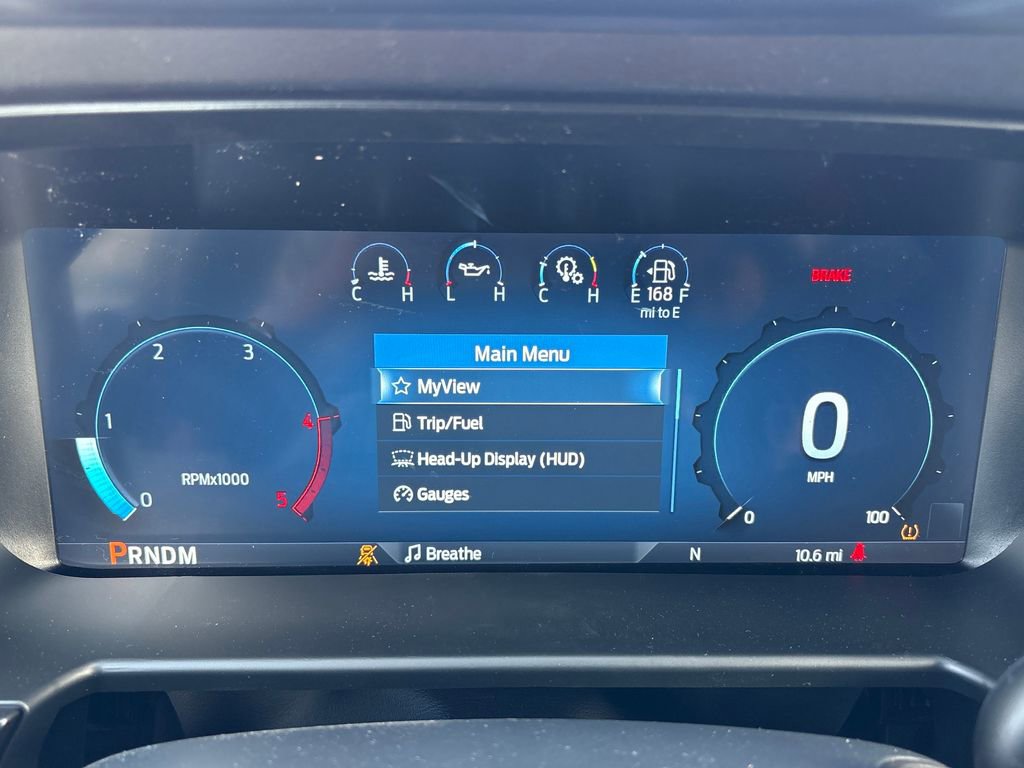 C H
L H
C H
E 168 F
mi to E
BRAKE
Main Menu
MyView
Trip/Fuel
Head-Up Display (HUD)
Gauges
0 1 2 3 4 5
RPMx1000
0
MPH
0 100
PRNDM
Breathe
N
10.6 mi